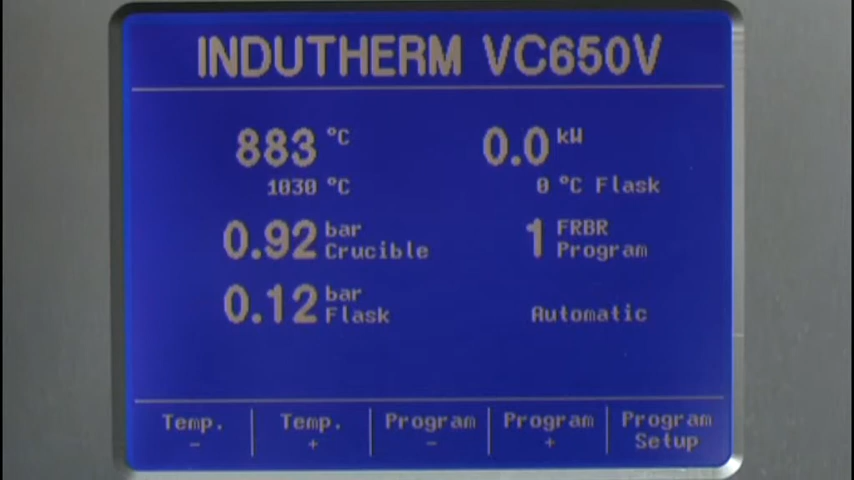 INDUTHERM VC650V
883 °C 0.0 kW
1030 °C 0 °C Flask
0.92 bar Crucible 1 FRBR Program
0.12 bar Flask Automatic
Temp. - Temp. + Program - Program + Program Setup